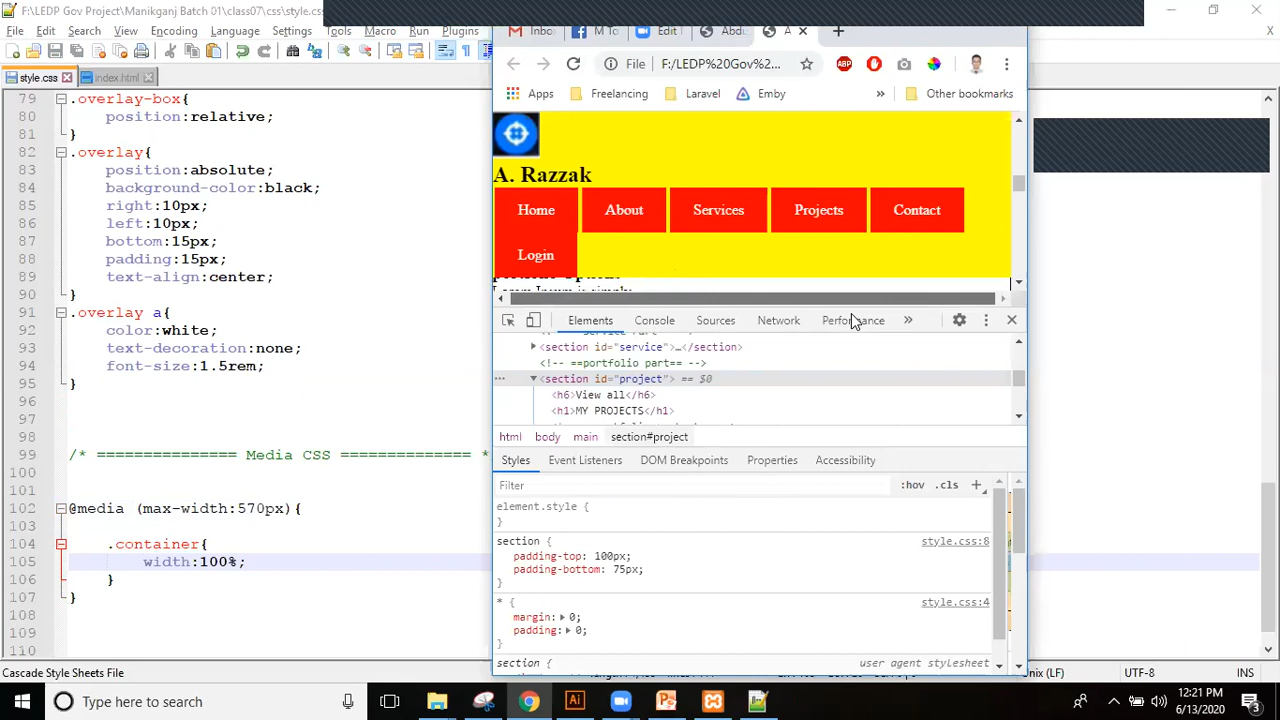 F:\LEDP Gov Project\Manikganj Batch 01\class07\css\style.cs
File Edit Search View Encoding Language Settings Tools Macro Run Plugins
style.css index.html
Inbo M To Edit Abdu A
File F:/LEDP%20Gov%2...
ABP
Apps Freelancing Laravel Emby » Other bookmarks
A. Razzak
Home About Services Projects Contact
Login
Lorem Ipsum is simply
79 .overlay-box{
80 position:relative;
81 }
82 .overlay{
83 position:absolute;
84 background-color:black;
85 right:10px;
86 left:10px;
87 bottom:15px;
88 padding:15px;
89 text-align:center;
90 }
91 .overlay a{
92 color:white;
93 text-decoration:none;
94 font-size:1.5rem;
95 }
96
97
98
99 /* =============== Media CSS ============== *
100
101
102 @media (max-width:570px){
103
104 .container{
105 width:100%;
106 }
107 }
108
109
110
Elements Console Sources Network Performance »
<section id="service">…</section>
<!-- ==portfolio part== -->
... <section id="project"> == $0
<h6>View all</h6>
<h1>MY PROJECTS</h1>
html body main section#project
Styles Event Listeners DOM Breakpoints Properties Accessibility
Filter :hov .cls +
element.style {
}
section { style.css:8
padding-top: 100px;
padding-bottom: 75px;
}
* { style.css:4
margin: 0;
padding: 0;
}
section { user agent stylesheet
Cascade Style Sheets File
nix (LF) UTF-8 INS
Type here to search
12:21 PM
6/13/2020
3